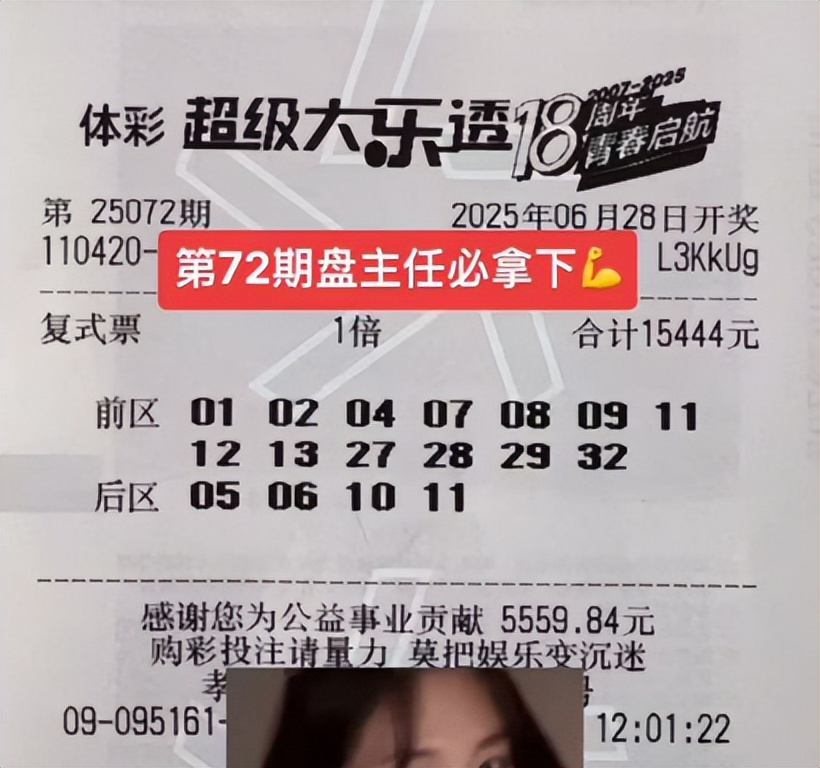 体彩 超级大乐透 18 2007-2025
周年
青春启航
第 25072期 2025年06月28日开奖
110420- L3KkUg
第72期盘主任必拿下💪
复式票 1倍 合计15444元
前区 01 02 04 07 08 09 11
12 13 27 28 29 32
后区 05 06 10 11
感谢您为公益事业贡献 5559.84元
购彩投注请量力 莫把娱乐变沉迷
09-095161- 12:01:22